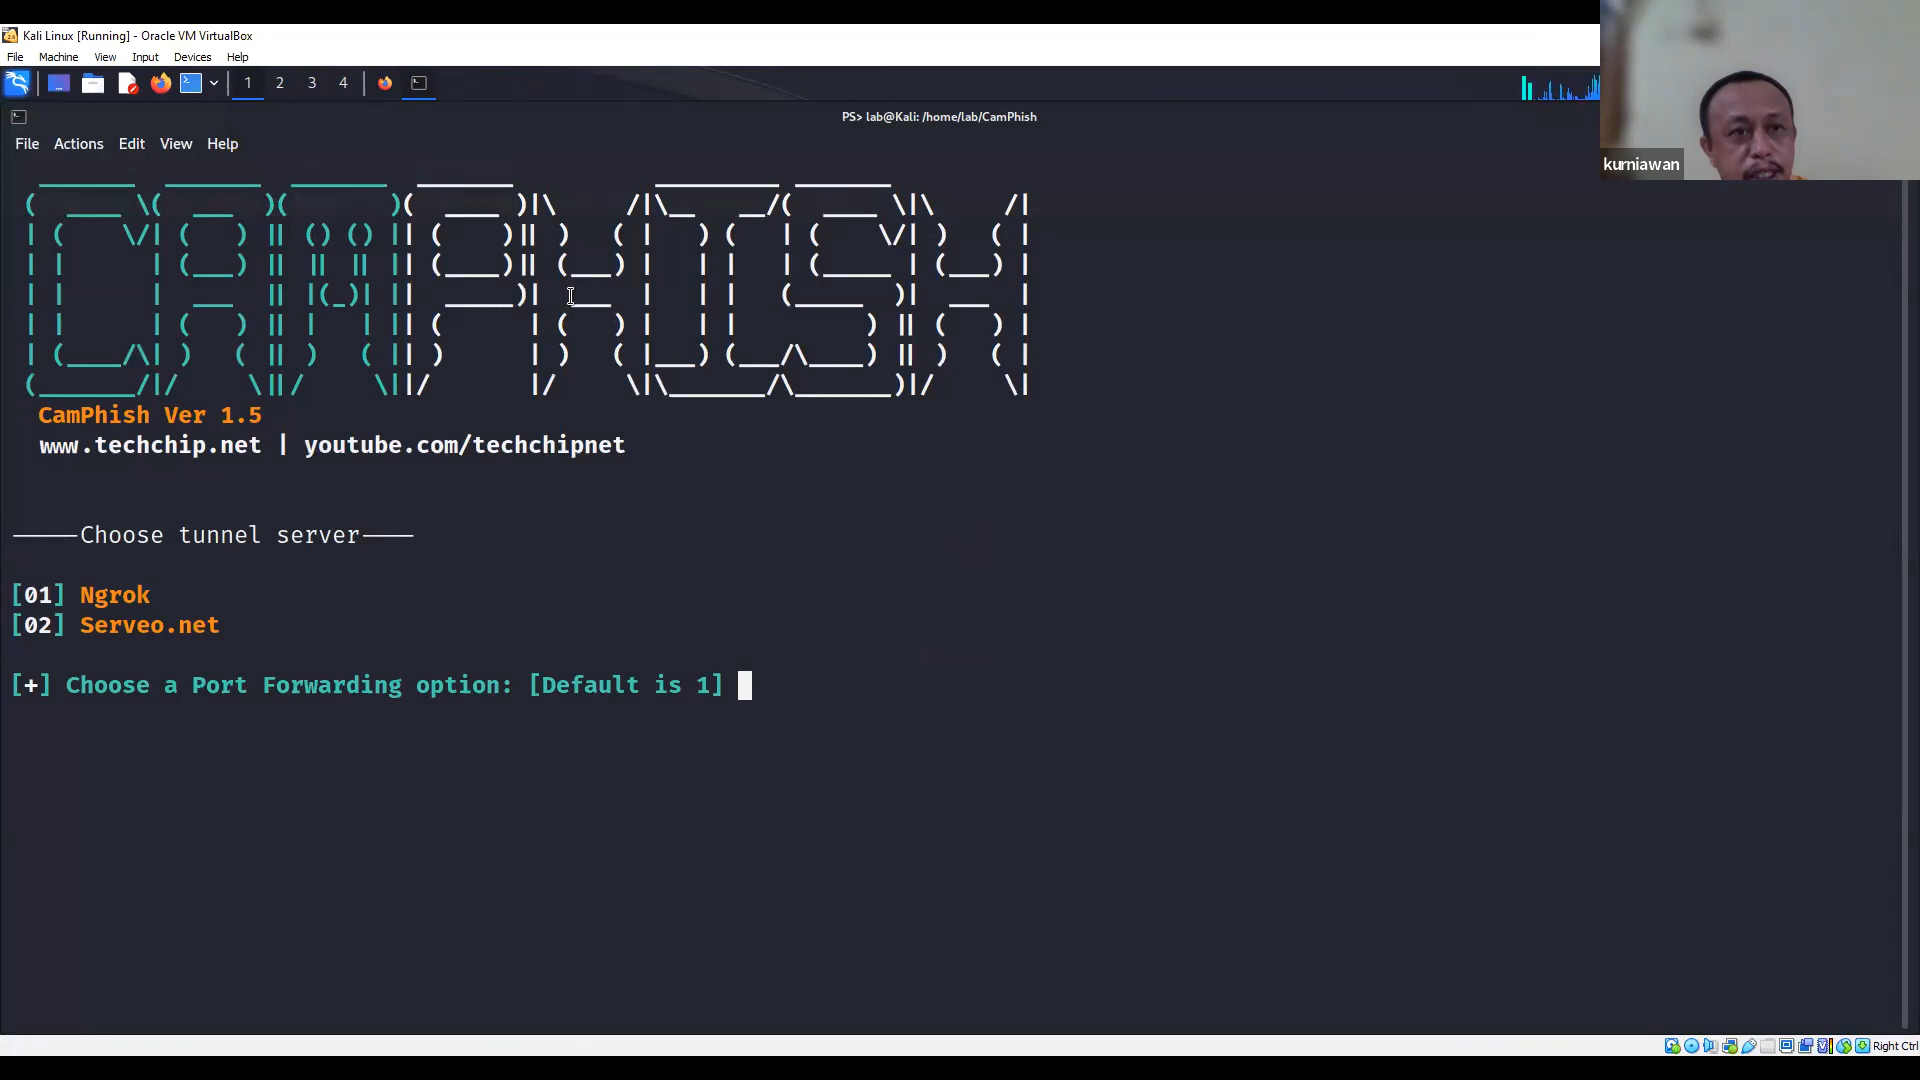 Kali Linux [Running] - Oracle VM VirtualBox
File Machine View Input Devices Help
1 2 3 4
PS> lab@Kali: /home/lab/CamPhish
File Actions Edit View Help
kurniawan
CAMPHISH
CamPhish Ver 1.5
www.techchip.net | youtube.com/techchipnet
-----Choose tunnel server----
[01] Ngrok
[02] Serveo.net
[+] Choose a Port Forwarding option: [Default is 1]
Right Ctrl